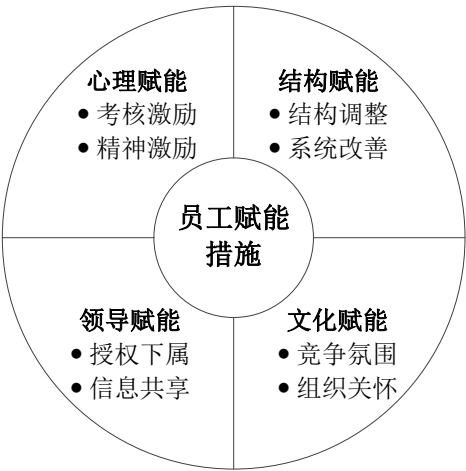 心理赋能
• 考核激励
• 精神激励
结构赋能
• 结构调整
• 系统改善
员工赋能
措施
领导赋能
• 授权下属
• 信息共享
文化赋能
• 竞争氛围
• 组织关怀